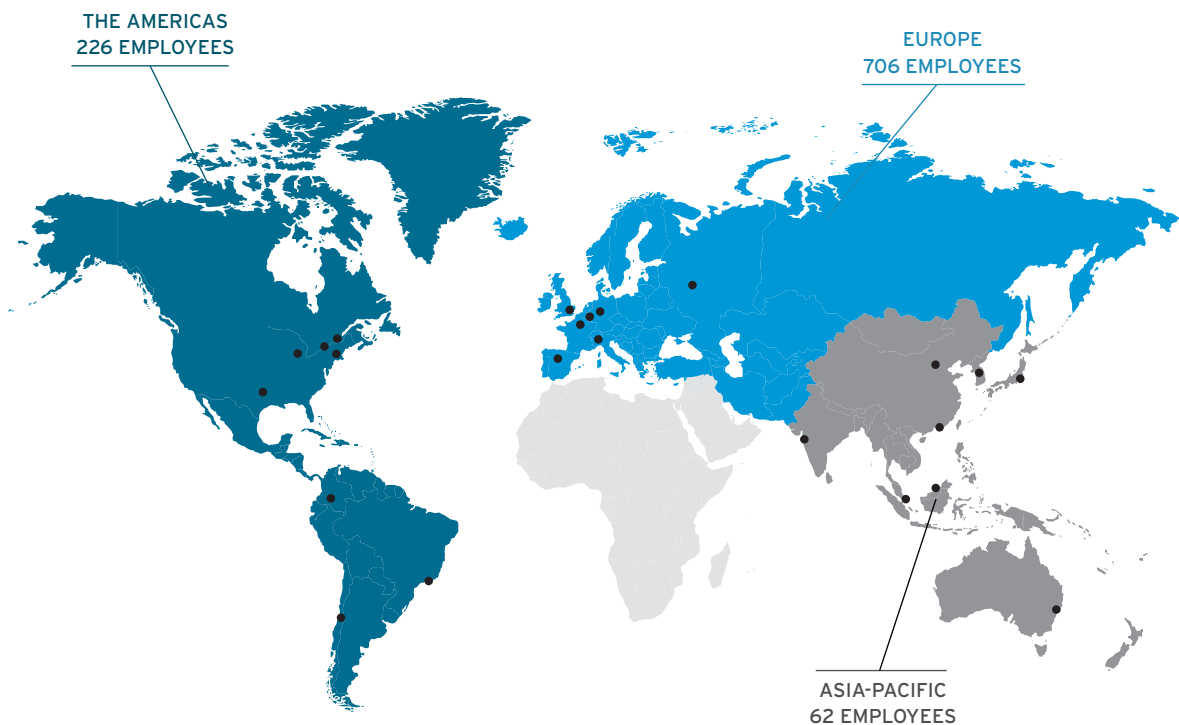 THE AMERICAS
226 EMPLOYEES
EUROPE
706 EMPLOYEES
ASIA-PACIFIC
62 EMPLOYEES